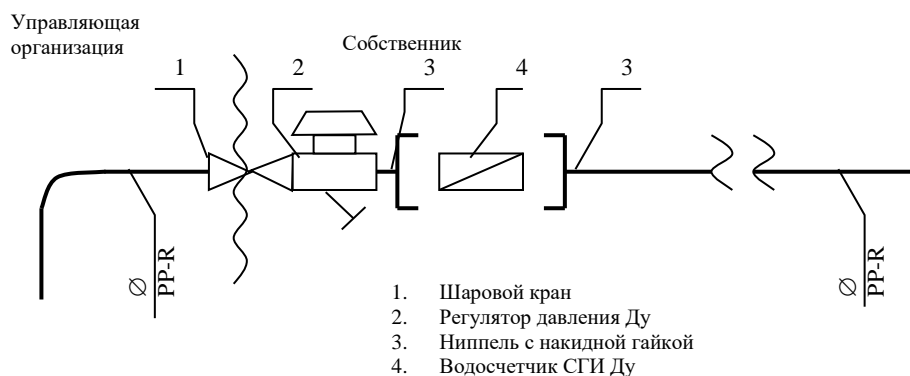 Управляющая
организация
Собственник
1
2
3
4
3
∅
PP-R
∅
PP-R
1. Шаровой кран
2. Регулятор давления Ду
3. Ниппель с накидной гайкой
4. Водосчетчик СГИ Ду